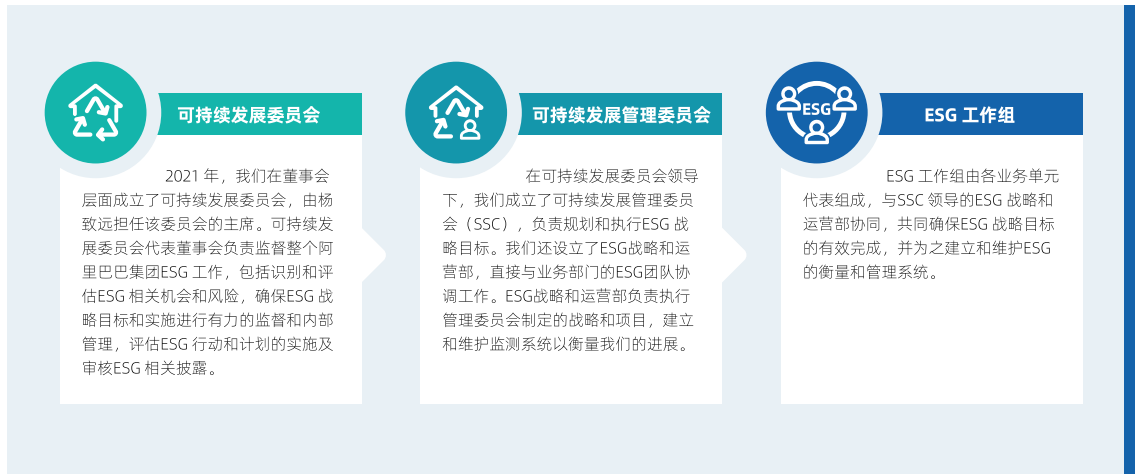 可持续发展委员会
2021 年，我们在董事会
层面成立了可持续发展委员会，由杨
致远担任该委员会的主席。可持续发
展委员会代表董事会负责监督整个阿
里巴巴集团ESG 工作，包括识别和评
估ESG 相关机会和风险，确保ESG 战
略目标和实施进行有力的监督和内部
管理，评估ESG 行动和计划的实施及
审核ESG 相关披露。
可持续发展管理委员会
在可持续发展委员会领导
下，我们成立了可持续发展管理委员
会（SSC），负责规划和执行ESG 战
略目标。我们还设立了ESG战略和运
营部，直接与业务部门的ESG团队协
调工作。ESG战略和运营部负责执行
管理委员会制定的战略和项目，建立
和维护监测系统以衡量我们的进展。
ESG
ESG 工作组
ESG 工作组由各业务单元
代表组成，与SSC 领导的ESG 战略和
运营部协同，共同确保ESG 战略目标
的有效完成，并为之建立和维护ESG
的衡量和管理系统。